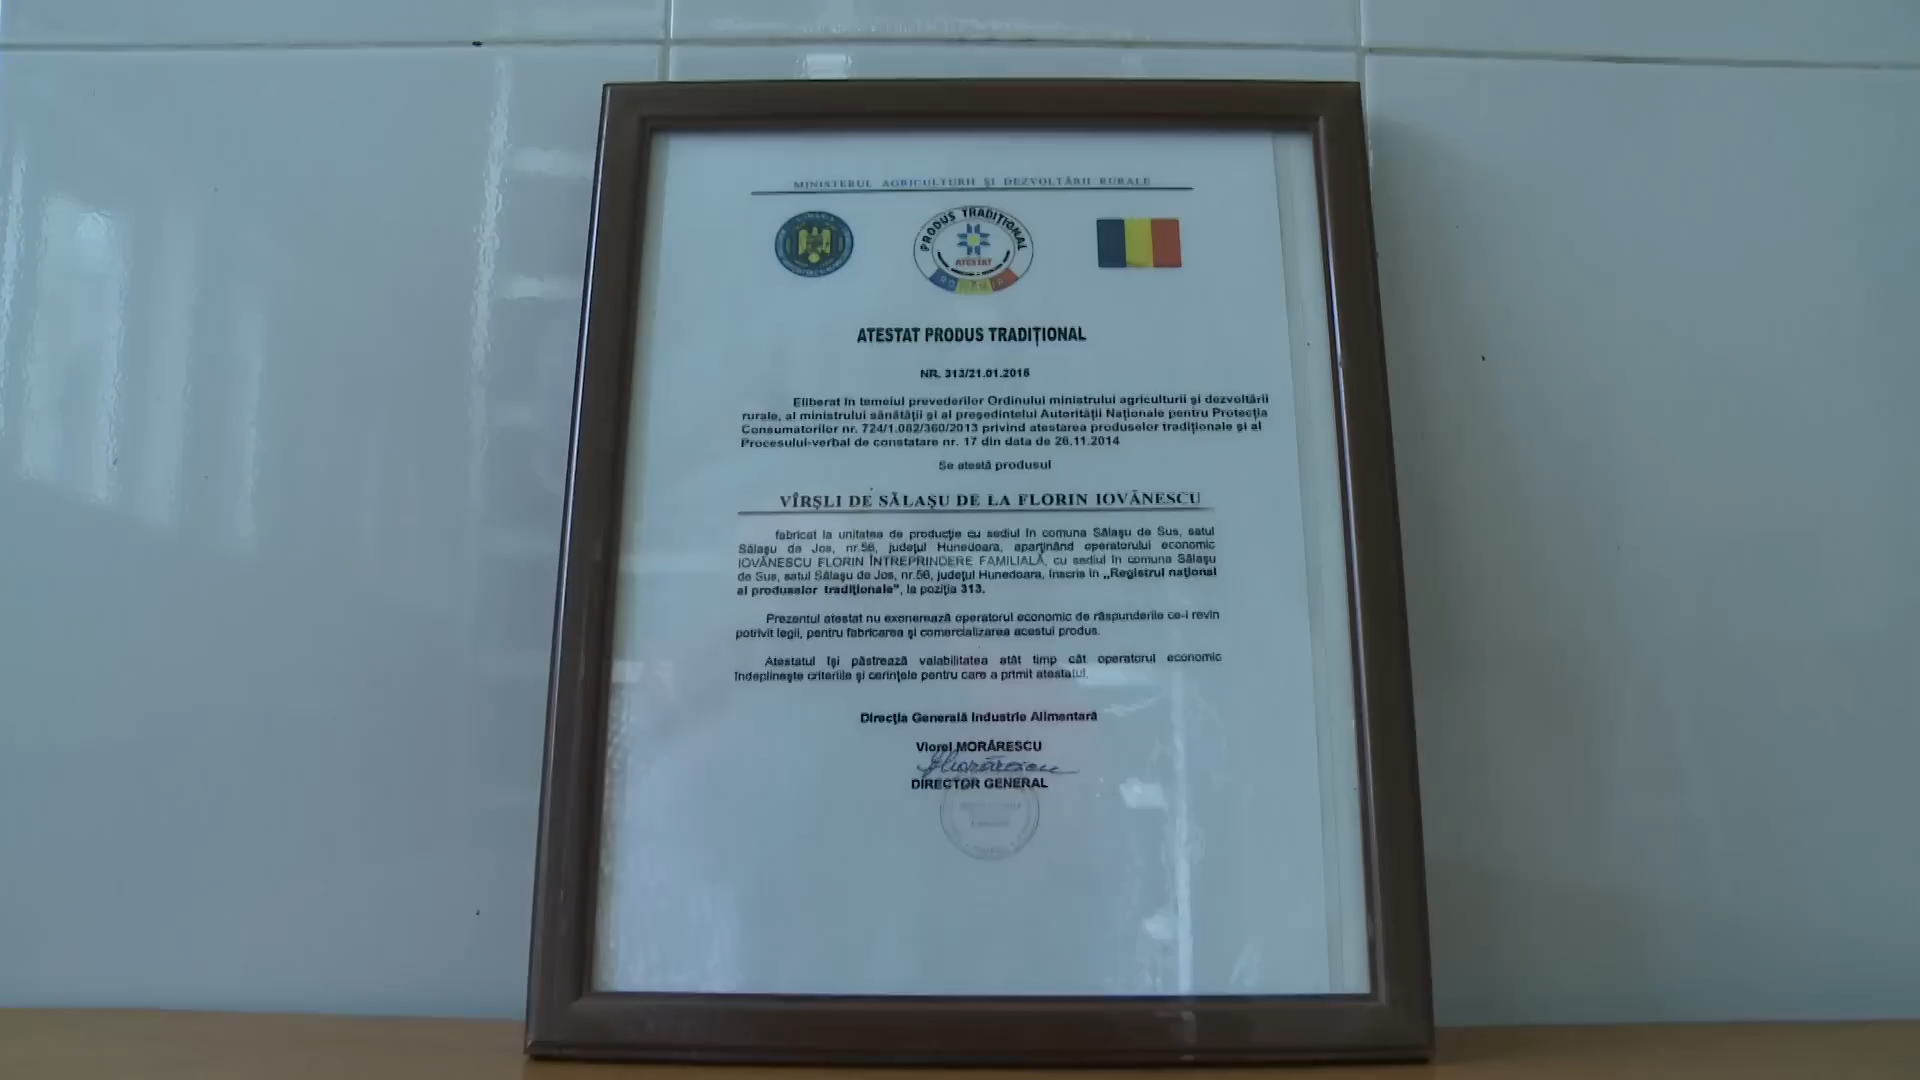 MINISTERUL AGRICULTURII ŞI DEZVOLTĂRII RURALE
PRODUS TRADIŢIONAL
ATESTAT
ROMÂNIA
ATESTAT PRODUS TRADIŢIONAL
NR. 313/21.01.2015
Eliberat în temeiul prevederilor Ordinului ministrului agriculturii şi dezvoltării
rurale, al ministrului sănătăţii şi al preşedintelui Autorităţii Naţionale pentru Protecţia
Consumatorilor nr. 724/1.082/360/2013 privind atestarea produselor tradiţionale şi al
Procesului-verbal de constatare nr. 17 din data de 26.11.2014
Se atestă produsul
VÎRŞLI DE SĂLAŞU DE LA FLORIN IOVĂNESCU
fabricat la unitatea de producţie cu sediul în comuna Sălaşu de Sus, satul
Sălaşu de Jos, nr.56, judeţul Hunedoara, aparţinând operatorului economic
IOVĂNESCU FLORIN ÎNTREPRINDERE FAMILIALĂ, cu sediul în comuna Sălaşu
de Sus, satul Sălaşu de Jos, nr.56, judeţul Hunedoara, înscris în „Registrul naţional
al produselor tradiţionale”, la poziţia 313.
Prezentul atestat nu exonerează operatorul economic de răspunderile ce-i revin
potrivit legii, pentru fabricarea şi comercializarea acestui produs.
Atestatul îşi păstrează valabilitatea atât timp cât operatorul economic
îndeplineşte criteriile şi cerinţele pentru care a primit atestatul.
Direcţia Generală Industrie Alimentară
Viorel MORĂRESCU
DIRECTOR GENERAL